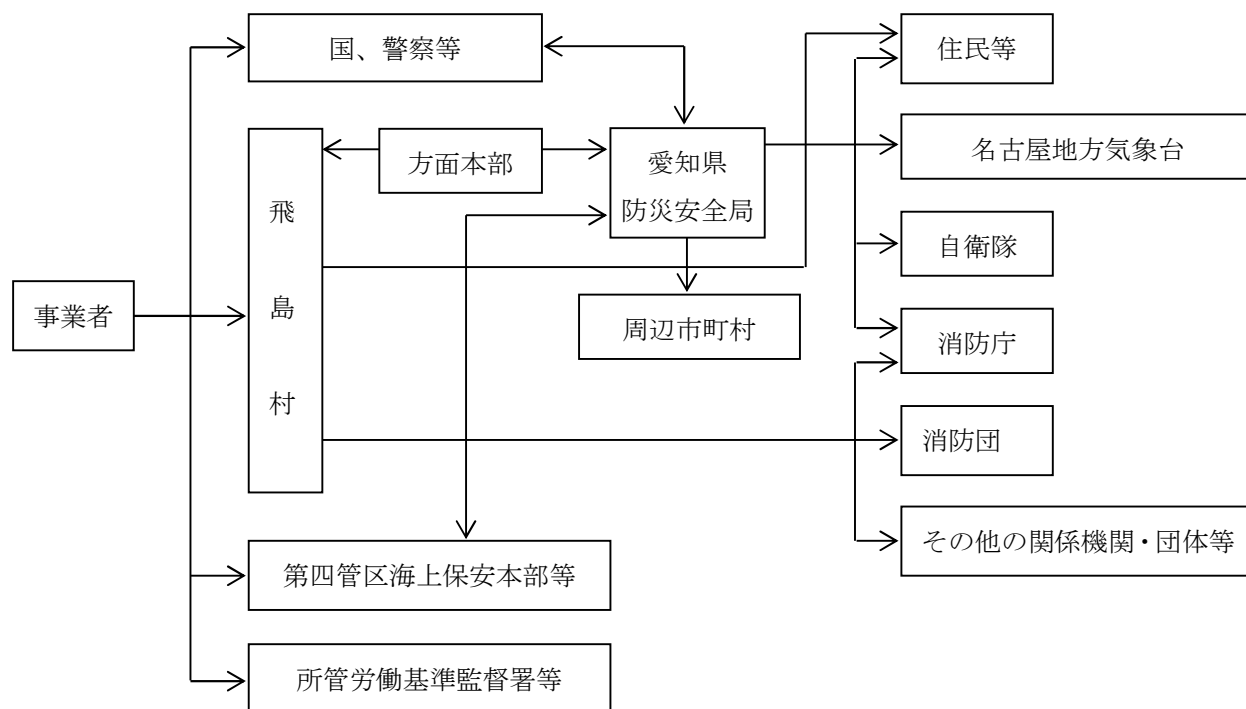 国、警察等
住民等
方面本部
愛知県
防災安全局
名古屋地方気象台
飛
島
村
自衛隊
事業者
周辺市町村
消防庁
消防団
第四管区海上保安本部等
その他の関係機関・団体等
所管労働基準監督署等